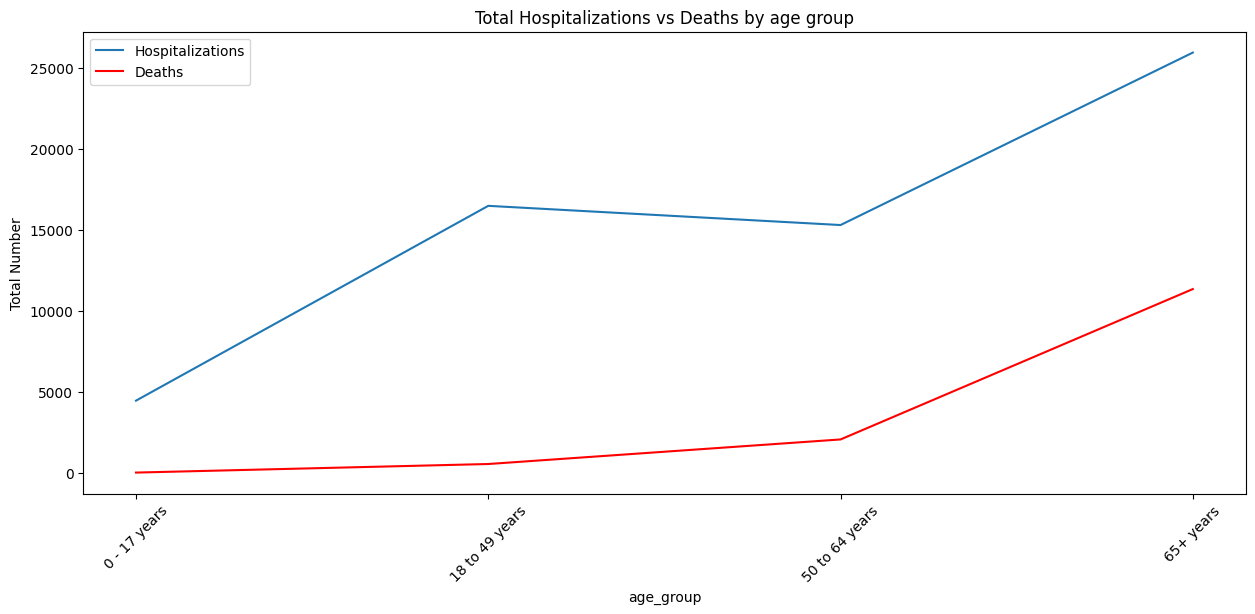 Total Hospitalizations vs Deaths by age group
Hospitalizations
Deaths
Total Number
25000
20000
15000
10000
5000
0
0 - 17 years
18 to 49 years
50 to 64 years
65+ years
age_group